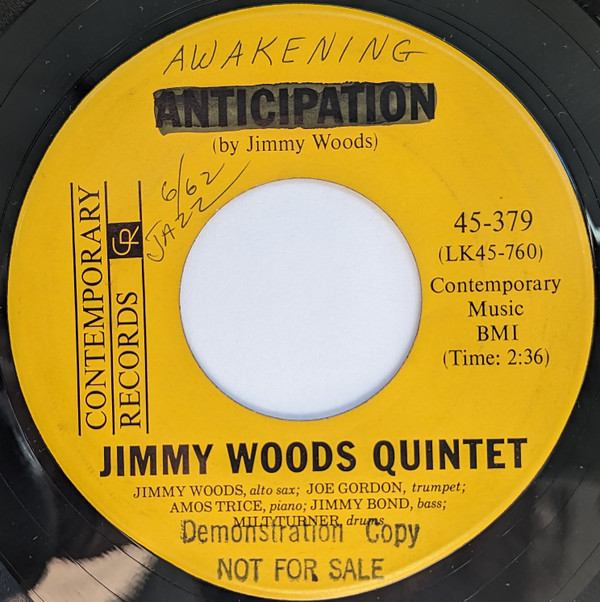 AWAKENING
ANTICIPATION
(by Jimmy Woods)
6/62
JAZZ
CONTEMPORARY
RECORDS
CR
45-379
(LK45-760)
Contemporary
Music
BMI
(Time: 2:36)
JIMMY WOODS QUINTET
JIMMY WOODS, alto sax; JOE GORDON, trumpet;
AMOS TRICE, piano; JIMMY BOND, bass;
MILT TURNER, drums
Demonstration Copy
NOT FOR SALE